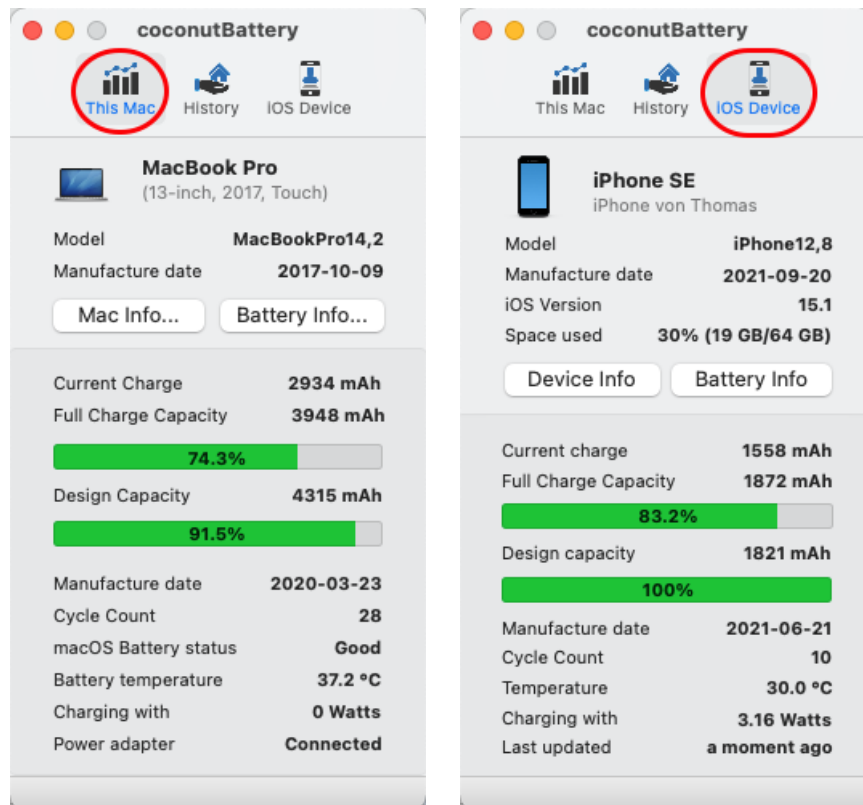 coconutBattery
This Mac History iOS Device
MacBook Pro
(13-inch, 2017, Touch)
Model MacBookPro14,2
Manufacture date 2017-10-09
Mac Info... Battery Info...
Current Charge 2934 mAh
Full Charge Capacity 3948 mAh
74.3%
Design Capacity 4315 mAh
91.5%
Manufacture date 2020-03-23
Cycle Count 28
macOS Battery status Good
Battery temperature 37.2 °C
Charging with 0 Watts
Power adapter Connected
coconutBattery
This Mac History iOS Device
iPhone SE
iPhone von Thomas
Model iPhone12,8
Manufacture date 2021-09-20
iOS Version 15.1
Space used 30% (19 GB/64 GB)
Device Info Battery Info
Current charge 1558 mAh
Full Charge Capacity 1872 mAh
83.2%
Design capacity 1821 mAh
100%
Manufacture date 2021-06-21
Cycle Count 10
Temperature 30.0 °C
Charging with 3.16 Watts
Last updated a moment ago